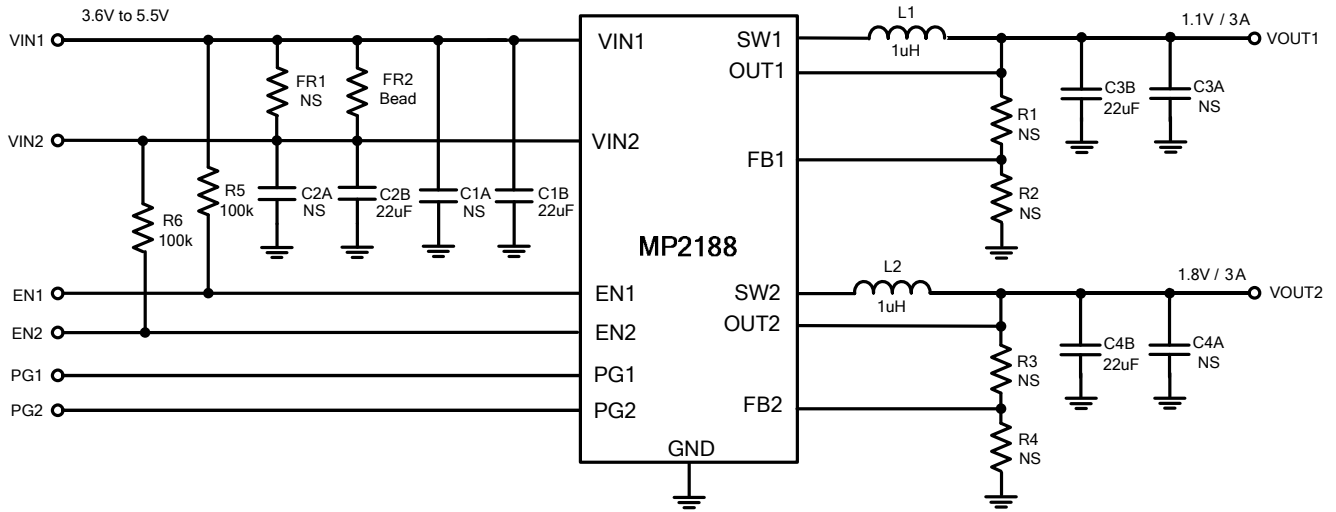 3.6V to 5.5V
VIN1
VIN2
FR1
NS
FR2
Bead
R5
100k
R6
100k
C2A
NS
C2B
22uF
C1A
NS
C1B
22uF
EN1
EN2
PG1
PG2
VIN1
VIN2
EN1
EN2
PG1
PG2
MP2188
GND
SW1
OUT1
FB1
SW2
OUT2
FB2
L1
1uH
1.1V / 3A
VOUT1
R1
NS
R2
NS
C3B
22uF
C3A
NS
L2
1uH
1.8V / 3A
VOUT2
R3
NS
R4
NS
C4B
22uF
C4A
NS